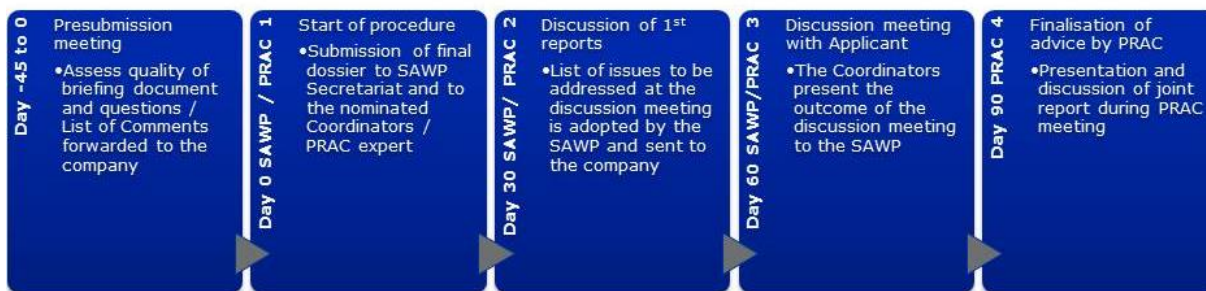 Day -45 to 0
Presubmission
meeting
•Assess quality of
briefing document
and questions /
List of Comments
forwarded to the
company
Day 0 SAWP / PRAC 1
Start of procedure
•Submission of final
dossier to SAWP
Secretariat and to
the nominated
Coordinators /
PRAC expert
Day 30 SAWP/ PRAC 2
Discussion of 1st
reports
•List of issues to be
addressed at the
discussion meeting
is adopted by the
SAWP and sent to
the company
Day 60 SAWP/PRAC 3
Discussion meeting
with Applicant
•The Coordinators
present the
outcome of the
discussion meeting
to the SAWP
Day 90 PRAC 4
Finalisation of
advice by PRAC
•Presentation and
discussion of joint
report during PRAC
meeting